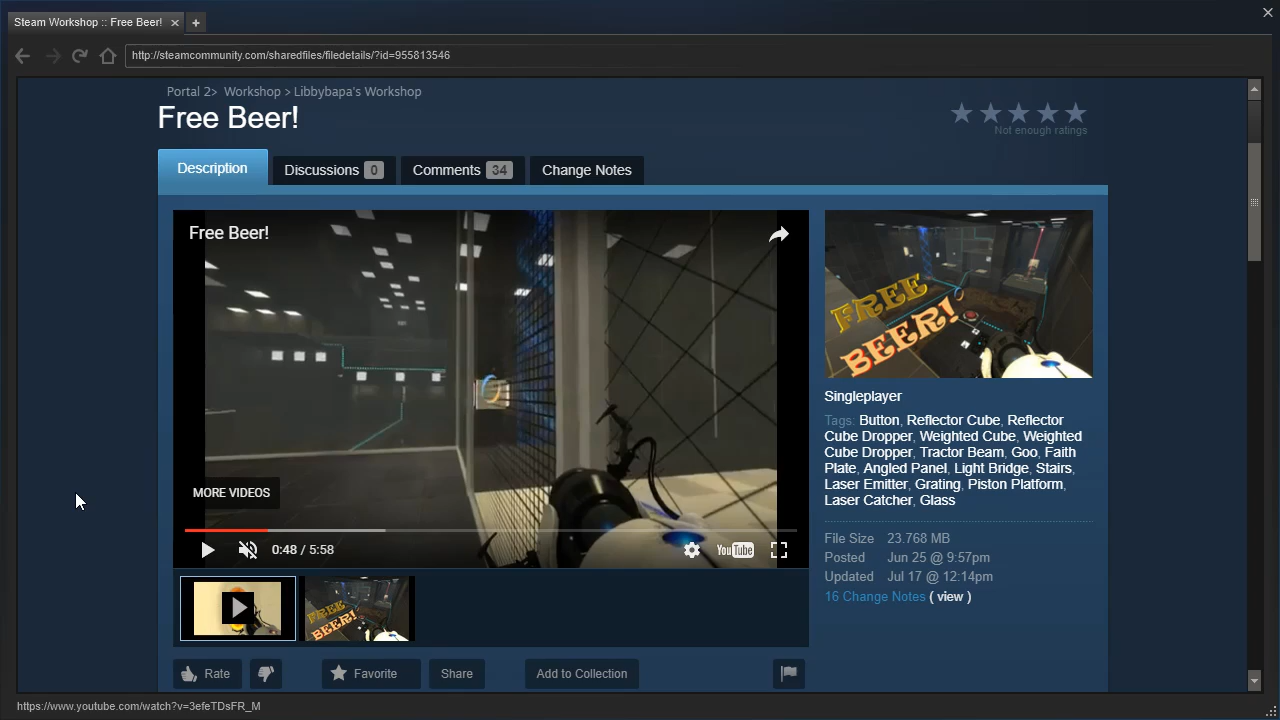 Steam Workshop :: Free Beer!
http://steamcommunity.com/sharedfiles/filedetails/?id=955813546
Portal 2> Workshop > Libbybapa's Workshop
Free Beer!
Not enough ratings
Description
Discussions 0
Comments 34
Change Notes
Free Beer!
MORE VIDEOS
0:48 / 5:58
YouTube
FREE
BEER!
Singleplayer
Tags: Button, Reflector Cube, Reflector
Cube Dropper, Weighted Cube, Weighted
Cube Dropper, Tractor Beam, Goo, Faith
Plate, Angled Panel, Light Bridge, Stairs,
Laser Emitter, Grating, Piston Platform,
Laser Catcher, Glass
File Size 23.768 MB
Posted Jun 25 @ 9:57pm
Updated Jul 17 @ 12:14pm
16 Change Notes ( view )
FREE
BEER!
Rate
Favorite
Share
Add to Collection
https://www.youtube.com/watch?v=3efeTDsFR_M